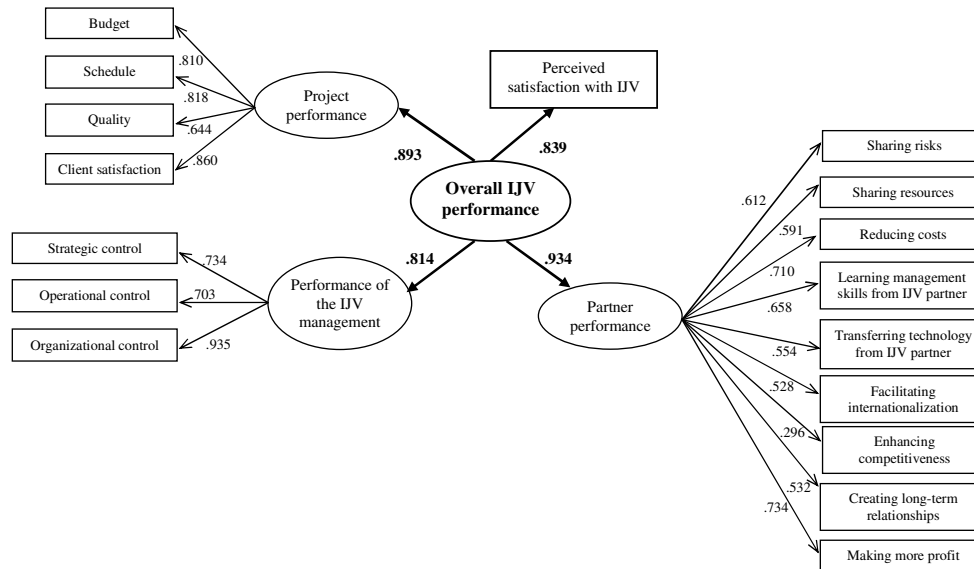 Budget
.810
Schedule
.818
Quality
.644
Client satisfaction
.860
Project
performance
Perceived
satisfaction with IJV
.893
.839
Overall IJV
performance
.814
.934
Strategic control
.734
Operational control
.703
Organizational control
.935
Performance of
the IJV
management
Partner
performance
Sharing risks
.612
Sharing resources
.591
Reducing costs
.710
Learning management
skills from IJV partner
.658
Transferring technology
from IJV partner
.554
Facilitating
internationalization
.528
Enhancing
competitiveness
.296
Creating long-term
relationships
.532
Making more profit
.734